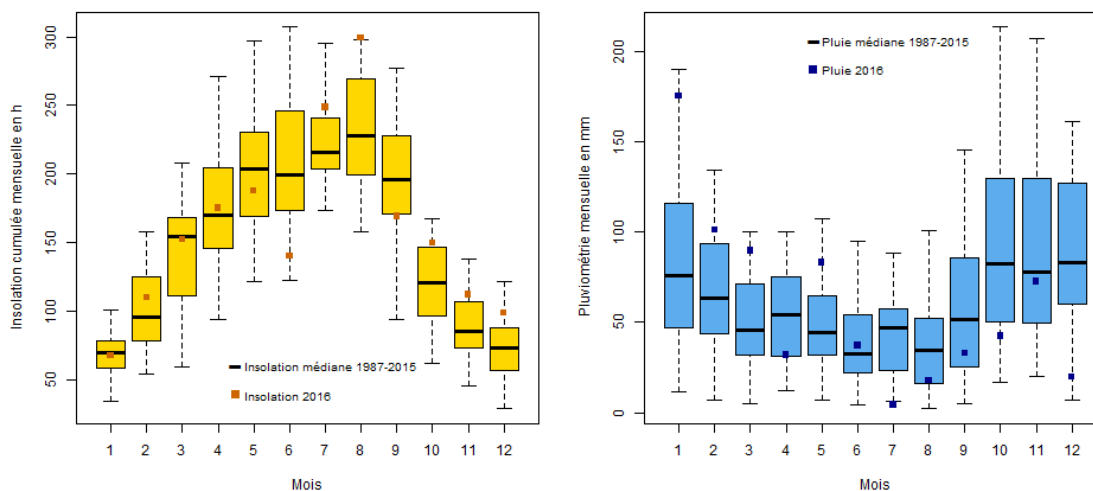 Insolation cumulée mensuelle en h
300
250
200
150
100
50
Insolation médiane 1987-2015
Insolation 2016
1 2 3 4 5 6 7 8 9 10 11 12
Mois
Pluviométrie mensuelle en mm
200
150
100
50
0
Pluie médiane 1987-2015
Pluie 2016
1 2 3 4 5 6 7 8 9 10 11 12
Mois